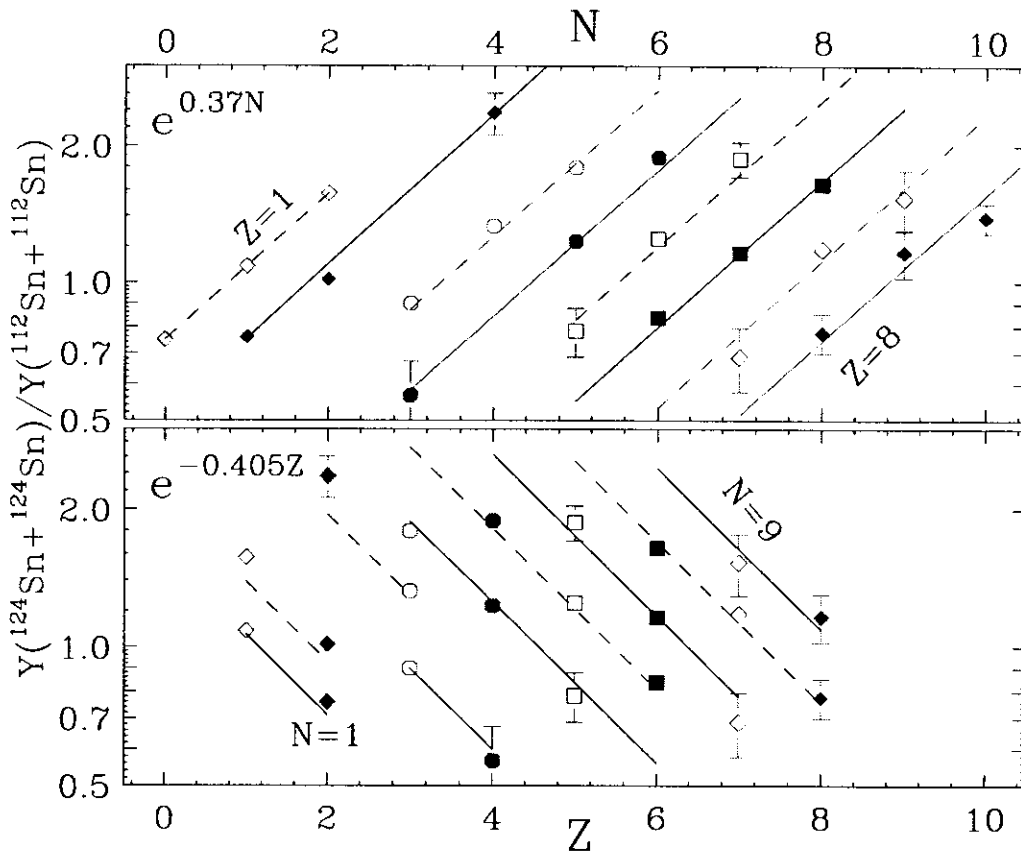 0 2 4 N 6 8 10
e^0.37N
2.0
1.0
0.7
0.5
Z=1
Z=8
Y(^124Sn+^124Sn)/Y(^112Sn+^112Sn)
e^−0.405Z
2.0
1.0
0.7
0.5
N=1
N=9
0 2 4 6 8 10
Z